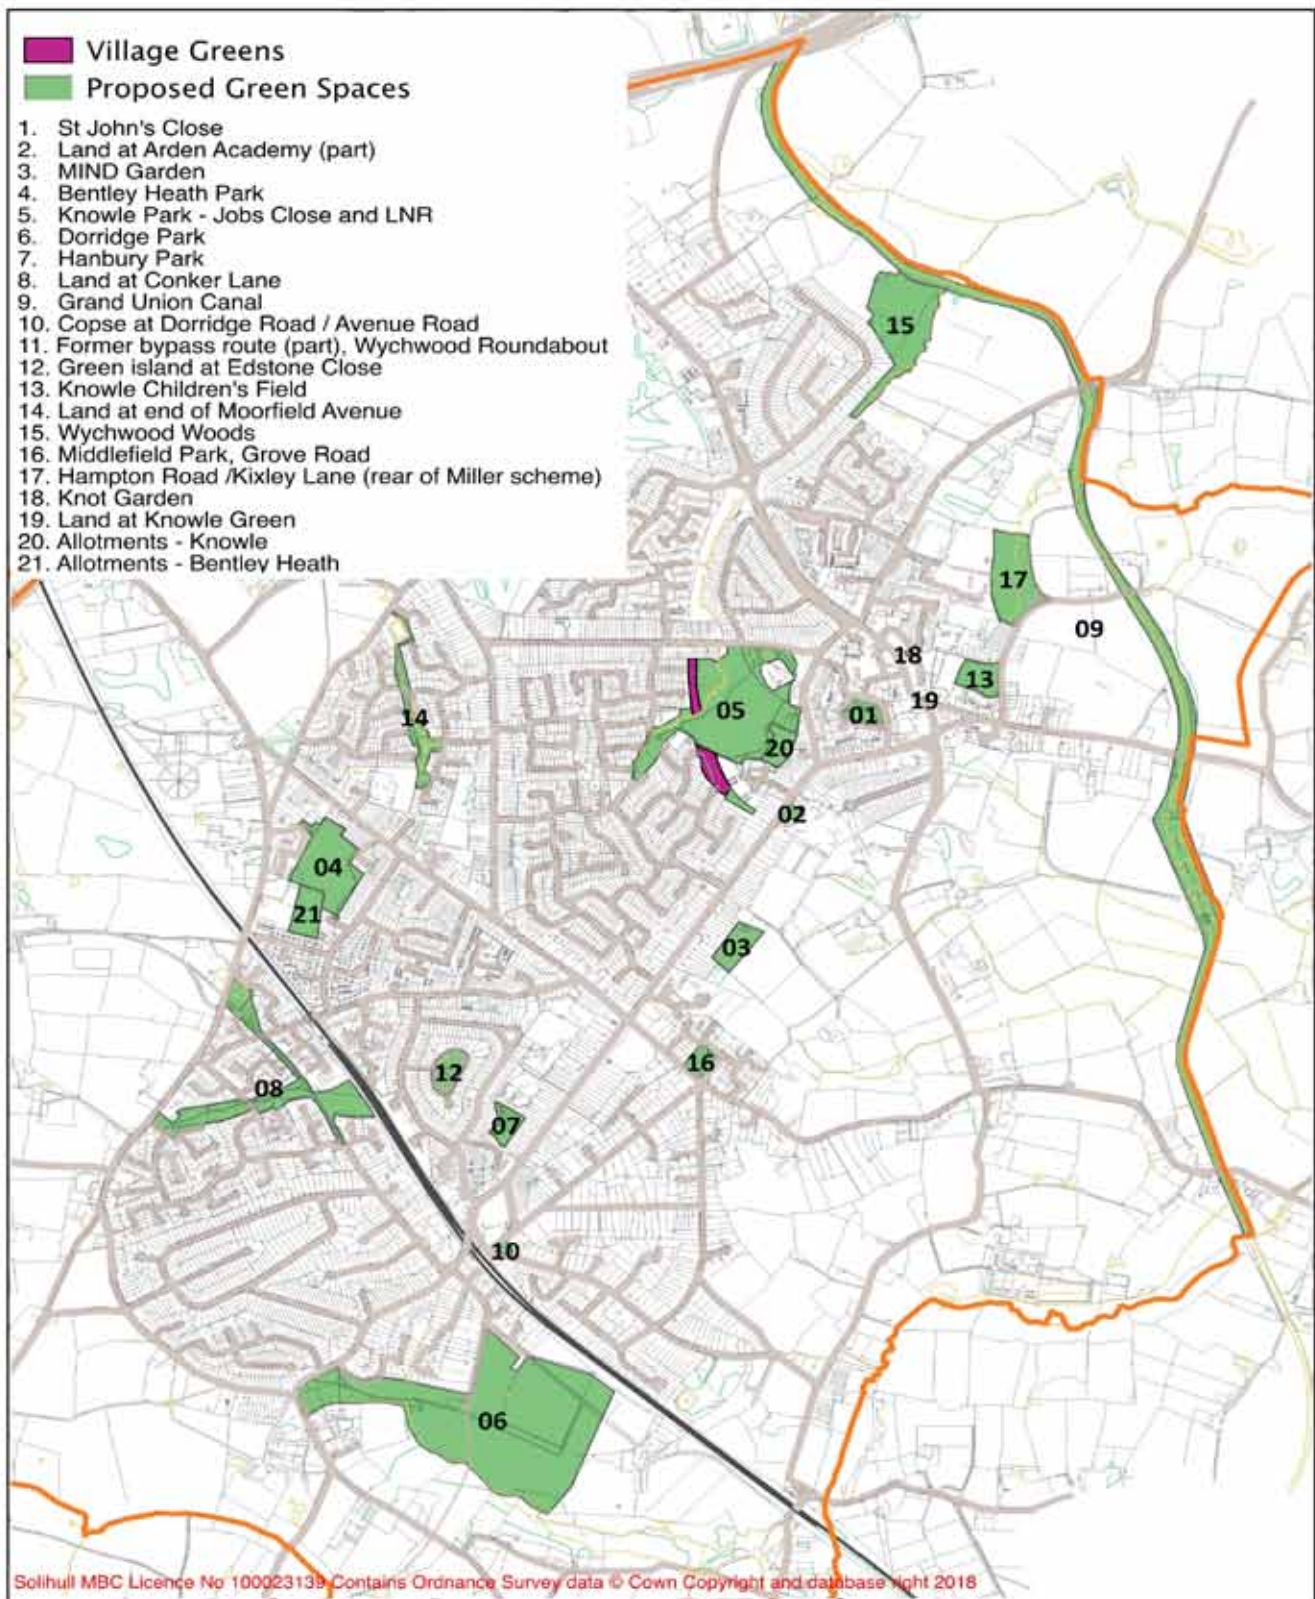 Village Greens
Proposed Green Spaces
1. St John's Close
2. Land at Arden Academy (part)
3. MIND Garden
4. Bentley Heath Park
5. Knowle Park - Jobs Close and LNR
6. Dorridge Park
7. Hanbury Park
8. Land at Conker Lane
9. Grand Union Canal
10. Copse at Dorridge Road / Avenue Road
11. Former bypass route (part), Wychwood Roundabout
12. Green island at Edstone Close
13. Knowle Children's Field
14. Land at end of Moorfield Avenue
15. Wychwood Woods
16. Middlefield Park, Grove Road
17. Hampton Road /Kixley Lane (rear of Miller scheme)
18. Knot Garden
19. Land at Knowle Green
20. Allotments - Knowle
21. Allotments - Bentley Heath
15
17
09
18
13
19
01
05
14
20
02
04
21
03
16
12
08
07
10
06
Solihull MBC Licence No 100023139 Contains Ordnance Survey data © Cown Copyright and database right 2018